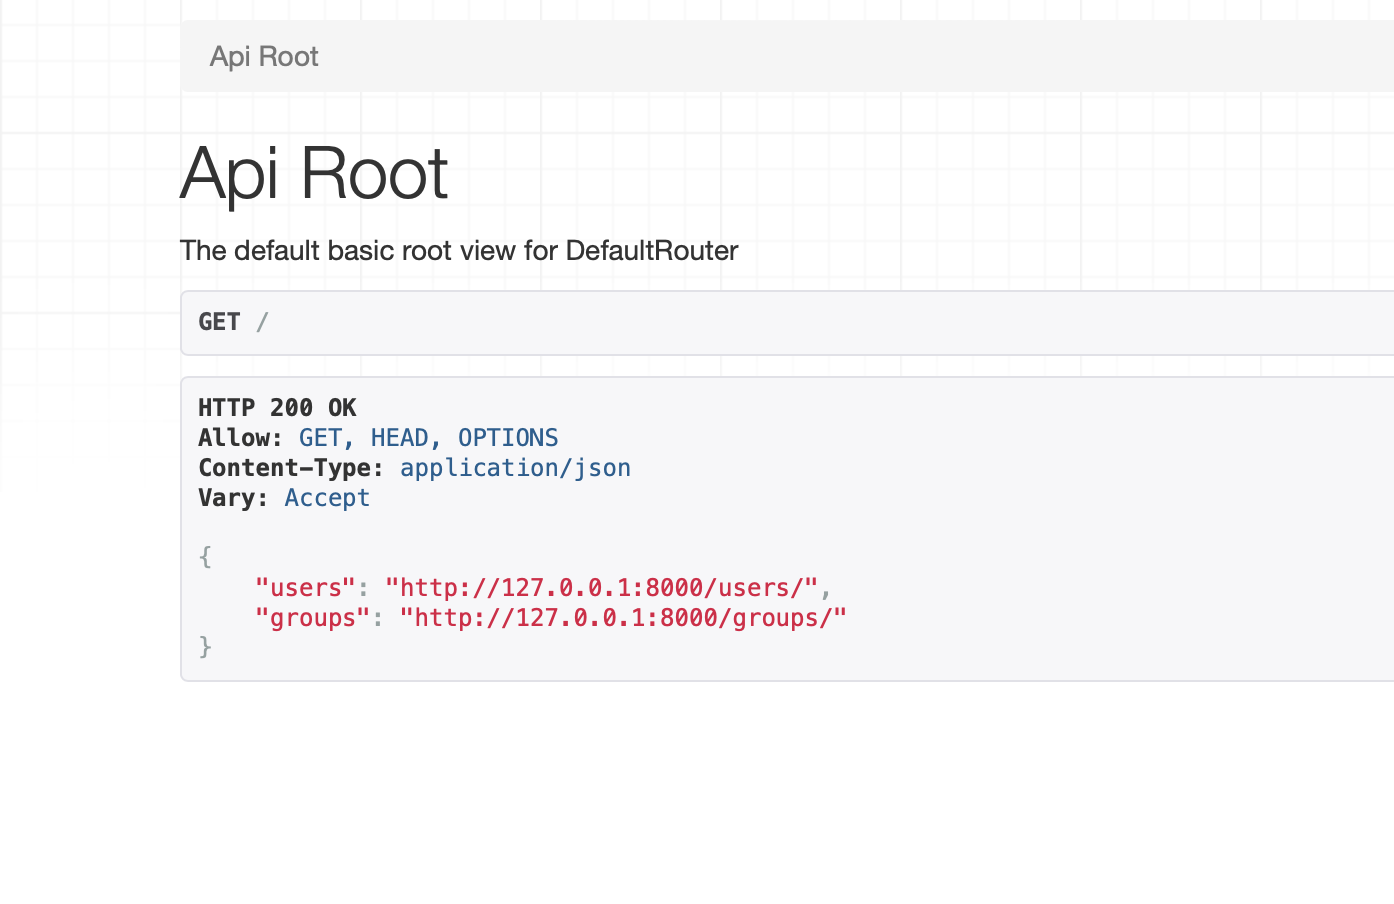 Api Root
Api Root
The default basic root view for DefaultRouter
GET /
HTTP 200 OK
Allow: GET, HEAD, OPTIONS
Content-Type: application/json
Vary: Accept
{
    "users": "http://127.0.0.1:8000/users/",
    "groups": "http://127.0.0.1:8000/groups/"
}